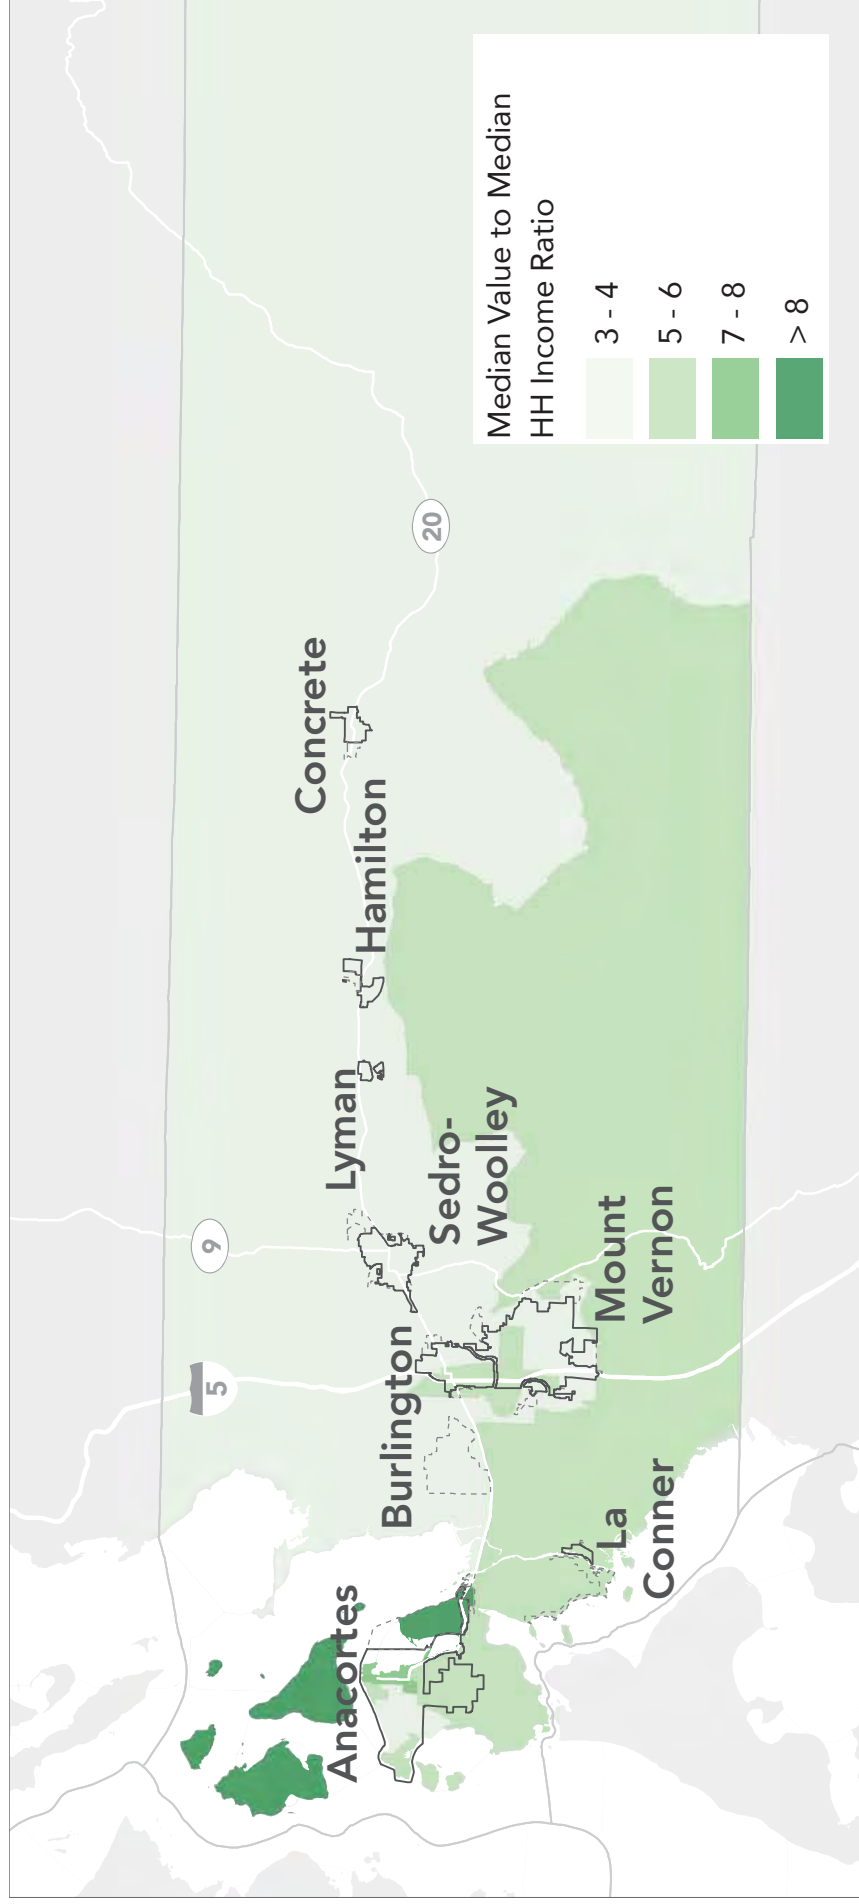 Concrete
Hamilton
Lyman
Sedro-
Woolley
Burlington
Mount
Vernon
Anacortes
La
Conner
5
9
20
Median Value to Median
HH Income Ratio
3 - 4
5 - 6
7 - 8
> 8